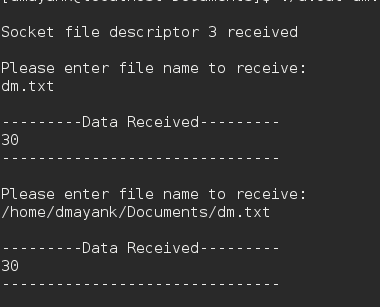 Socket file descriptor 3 received
Please enter file name to receive:
dm.txt
---------Data Received---------
30
-------------------------------
Please enter file name to receive:
/home/dmayank/Documents/dm.txt
---------Data Received---------
30
-------------------------------